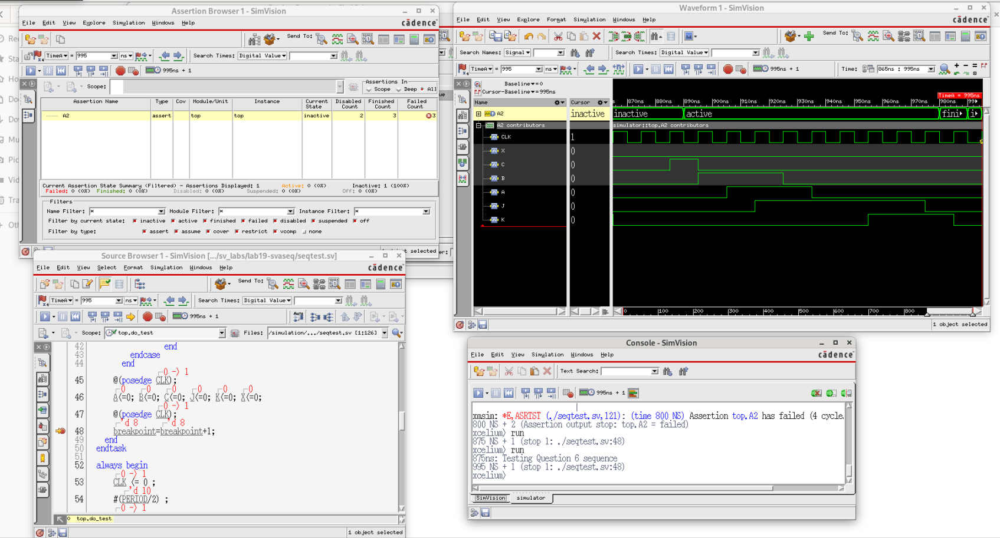 Assertion Browser 1 - SimVision
File Edit View Explore Simulation Windows Help
cādence
Send To:
TimeA = 995 ns
Search Times: Digital Value
995ns + 1
Scope:
Assertions In
Scope Deep All
Assertion Name Type Cov Module/Unit Instance Current State Disabled Count Finished Count Failed Count
A2 assert top top inactive 2 3 3
Current Assertion State Summary (Filtered) - Assertions Displayed: 1 Active: 0 (0%) Inactive: 1 (100%)
Failed: 0 (0%) Finished: 0 (0%) Disabled: 0 (0%) Suspended: 0 (0%) Off: 0 (0%)
Filters
Name Filter: * Module Filter: * Instance Filter: *
Filter by current state: inactive active finished failed disabled suspended off
Filter by type: assert assume cover restrict vcomp none
selected
Source Browser 1 - SimVision [.../sv_labs/lab19-svaseq/seqtest.sv]
File Edit View Select Format Simulation Windows Help
cādence
Send To:
TimeA = 995 ns
Search Times: Digital Value
995ns + 1
Scope: top.do_test
Files: /simulation/.../seqtest.sv [1:126]
42 end
43 endcase
44 end
0 -> 1
45 @(posedge CLK);
0 0 0 0 0 0
46 A<=0; B<=0; C<=0; J<=0; K<=0; X<=0;
0 -> 1
47 @(posedge CLK);
'd 8 'd 8
48 breakpoint=breakpoint+1;
49 end
50 endtask
51
52 always begin
0 -> 1
53 CLK <= 0 ;
'd 10
54 #(PERIOD/2) ;
0 -> 1
0 top.do_test
1 object selected
Waveform 1 - SimVision
File Edit View Explore Format Simulation Windows Help
cādence
Send To:
Search Names: Signal
Search Times: Digital Value
TimeA = 995 ns
995ns + 1
Time: 865ns : 995ns
Baseline = 0
Cursor-Baseline = 995ns
TimeA = 995ns
Name Cursor
870ns 880ns 890ns 900ns 910ns 920ns 930ns 940ns 950ns 960ns 970ns 980ns 99
A2 inactive inactive active fini i
A2 contributors simulator::top.A2 contributors
CLK 1
X 0
C 0
B 0
A 0
J 0
K 0
0 100 200 300 400 500 600 700 800
1 object selected
Console - SimVision
File Edit View Simulation Windows Help
cādence
Text Search:
995ns + 1
xmsim: *E,ASRTST (./seqtest.sv,121): (time 800 NS) Assertion top.A2 has failed (4 cycle
800 NS + 2 (Assertion output stop: top.A2 = failed)
xcelium> run
875 NS + 1 (stop 1: ./seqtest.sv:48)
xcelium> run
875ns: Testing Question 6 sequence
995 NS + 1 (stop 1: ./seqtest.sv:48)
xcelium>
SimVision simulator